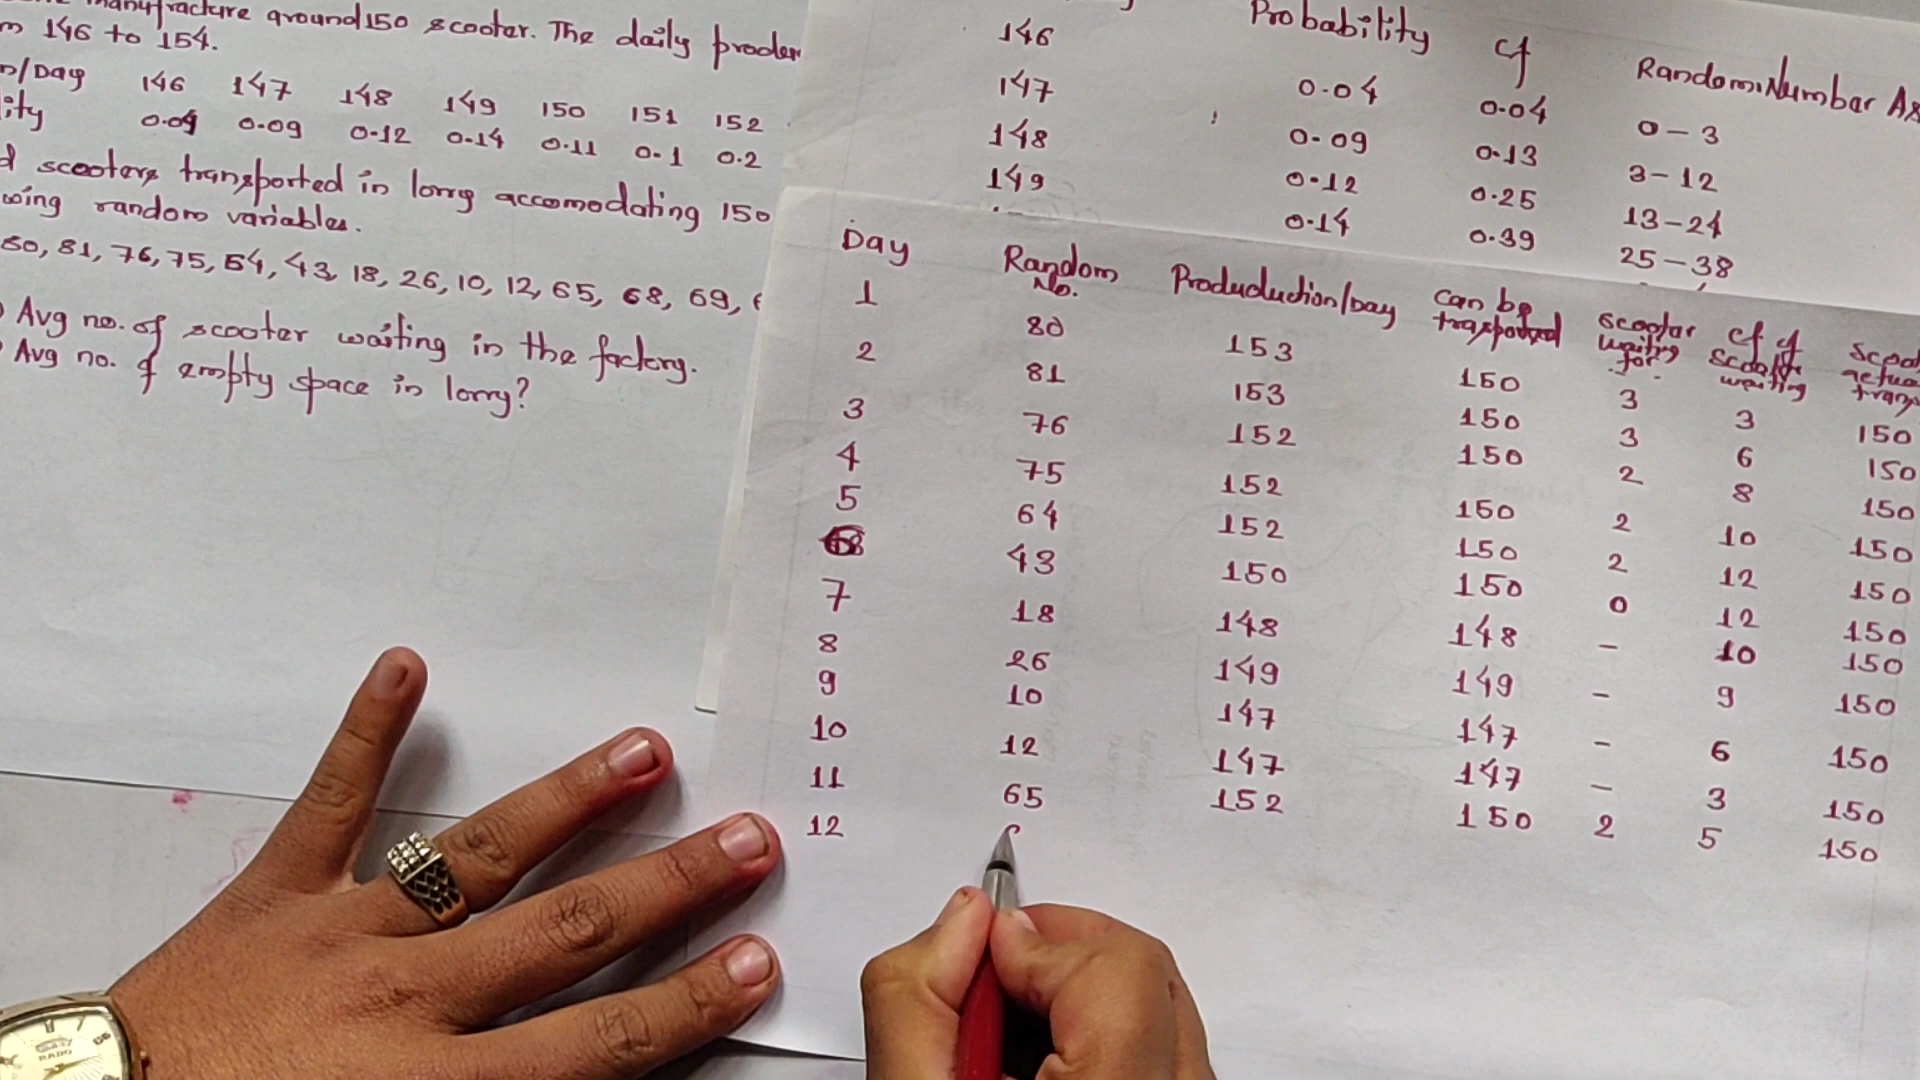 around 150 scooter. The daily
146 to 154.
/Day 146 147 148 149 150 151 152
ity 0.04 0.09 0.12 0.14 0.11 0.1 0.2
scooters transported in lorry accomodating 150
wing random variables.
80, 81, 76, 75, 54, 43, 18, 26, 10, 12, 65, 68, 69,
Avg no. of scooter waiting in the factory.
Avg no. of empty space in lorry?
Probability cf Random Number As
146 0.04 0.04 0-3
147 0.09 0.13 3-12
148 0.12 0.25 13-24
149 0.14 0.39 25-38
Day Random No. Produduction/Day can be trasported scooter waiting for. cf of scooter waiting
1 80 153 150 3 3 150
2 81 153 150 3 6 150
3 76 152 150 2 8 150
4 75 152 150 2 10 150
5 64 152 150 2 12 150
43 150 150 0 12 150
7 18 148 148 - 10 150
8 26 149 149 - 9 150
9 10 147 147 - 6 150
10 12 147 147 - 3 150
11 65 152 150 2 5 150
12
RADO